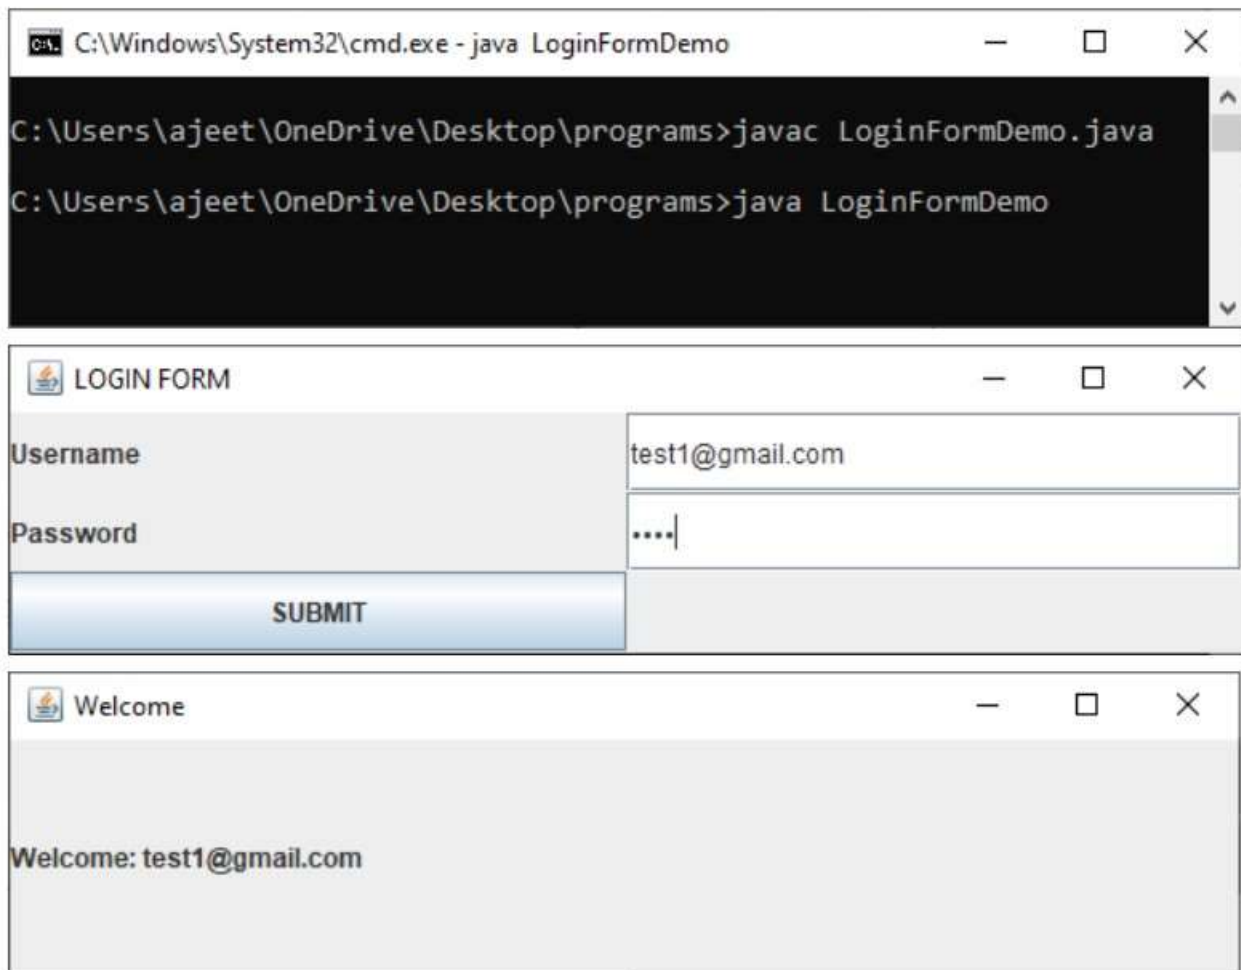 C:\Windows\System32\cmd.exe - java  LoginFormDemo
C:\Users\ajeet\OneDrive\Desktop\programs>javac LoginFormDemo.java
C:\Users\ajeet\OneDrive\Desktop\programs>java LoginFormDemo
LOGIN FORM
Username test1@gmail.com
Password ••••
SUBMIT
Welcome
Welcome: test1@gmail.com